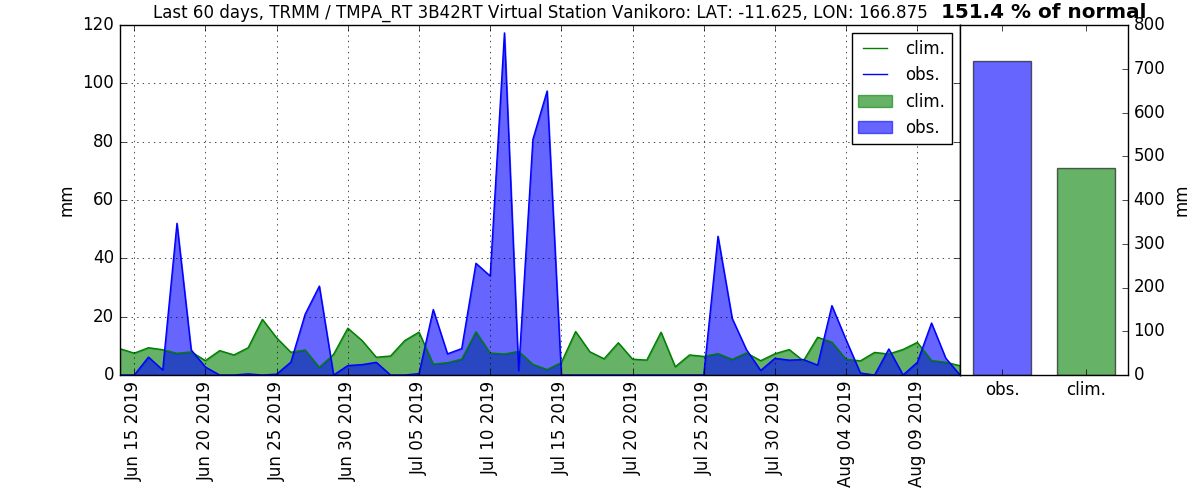 Last 60 days, TRMM / TMPA_RT 3B42RT Virtual Station Vanikoro: LAT: -11.625, LON: 166.875 151.4 % of normal
120
100
80
60
40
20
0
mm
clim.
obs.
clim.
obs.
800
700
600
500
400
300
200
100
0
mm
Jun 15 2019
Jun 20 2019
Jun 25 2019
Jun 30 2019
Jul 05 2019
Jul 10 2019
Jul 15 2019
Jul 20 2019
Jul 25 2019
Jul 30 2019
Aug 04 2019
Aug 09 2019
obs.
clim.